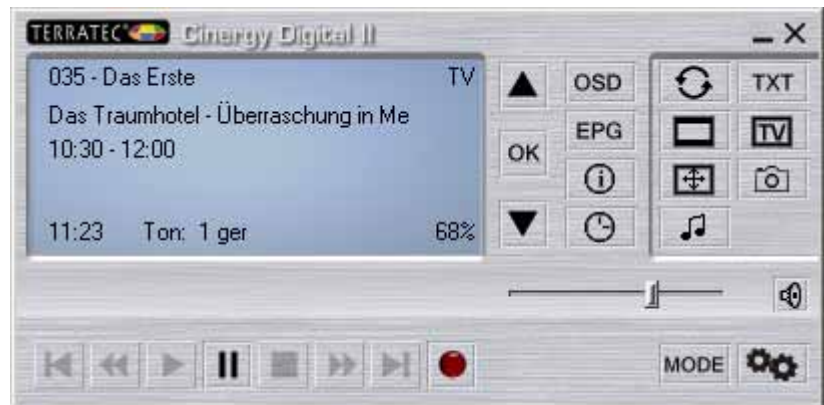 TERRATEC Cinergy Digital II
035 - Das Erste TV
Das Traumhotel - Überraschung in Me
10:30 - 12:00
11:23 Ton: 1 ger 68%
OSD
TXT
EPG
TV
OK
MODE